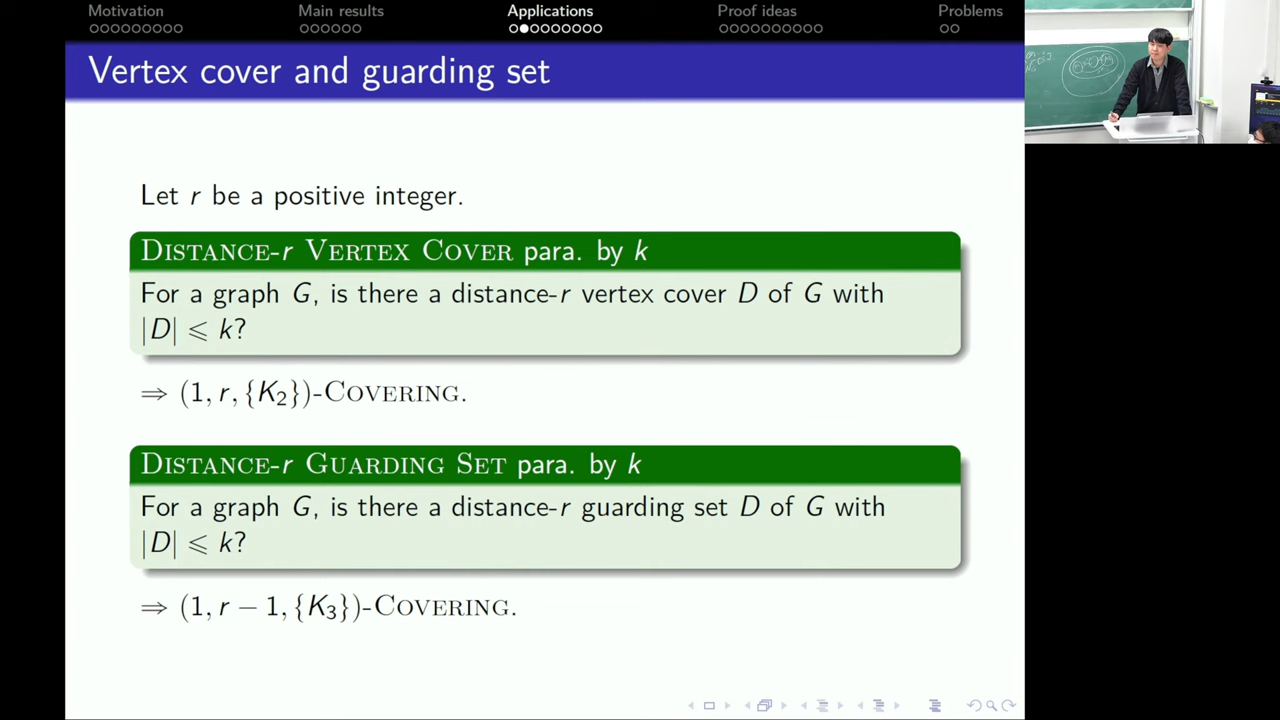 Motivation Main results Applications Proof ideas Problems
Vertex cover and guarding set
Let r be a positive integer.
DISTANCE-r VERTEX COVER para. by k
For a graph G, is there a distance-r vertex cover D of G with
|D| ⩽ k?
⇒ (1, r, {K₂})-COVERING.
DISTANCE-r GUARDING SET para. by k
For a graph G, is there a distance-r guarding set D of G with
|D| ⩽ k?
⇒ (1, r − 1, {K₃})-COVERING.